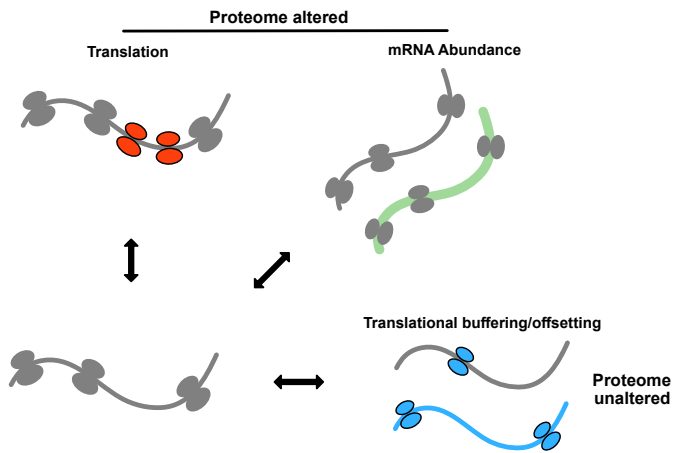 Proteome altered
Translation
mRNA Abundance
Translational buffering/offsetting
Proteome
unaltered